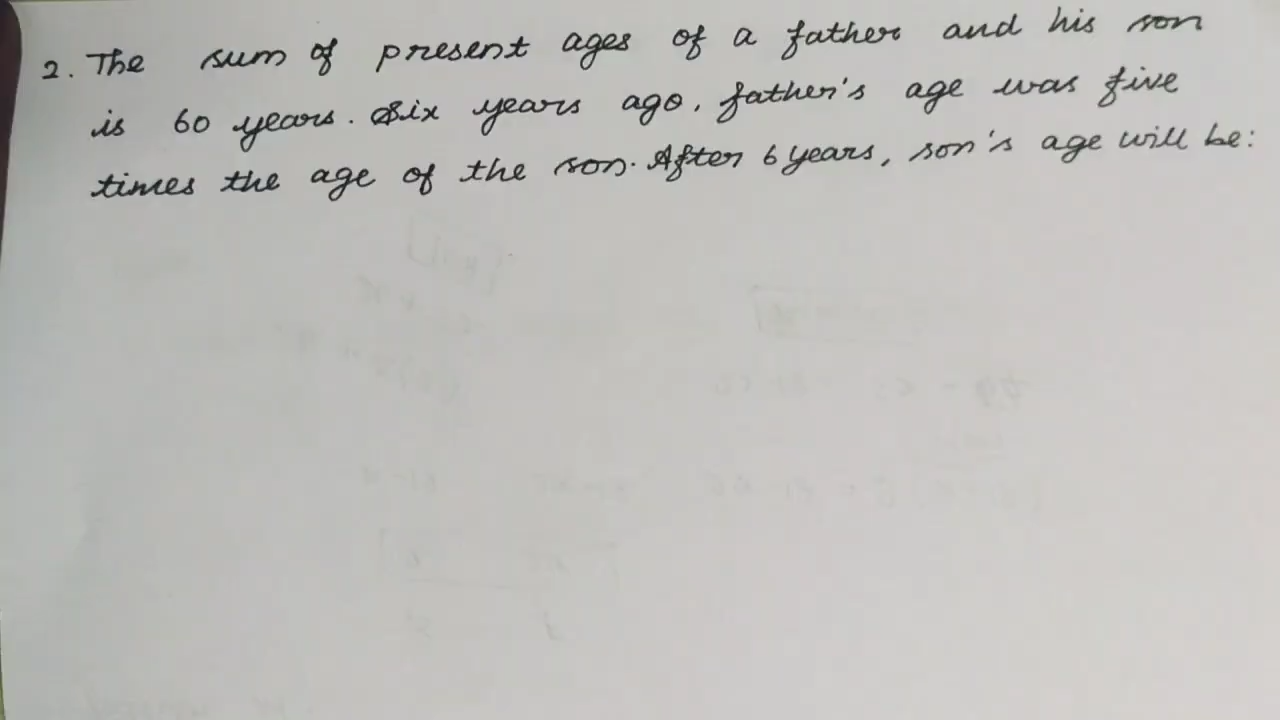 2. The sum of present ages of a father and his son
is 60 years. Six years ago, father's age was five
times the age of the son. After 6 years, son's age will be: